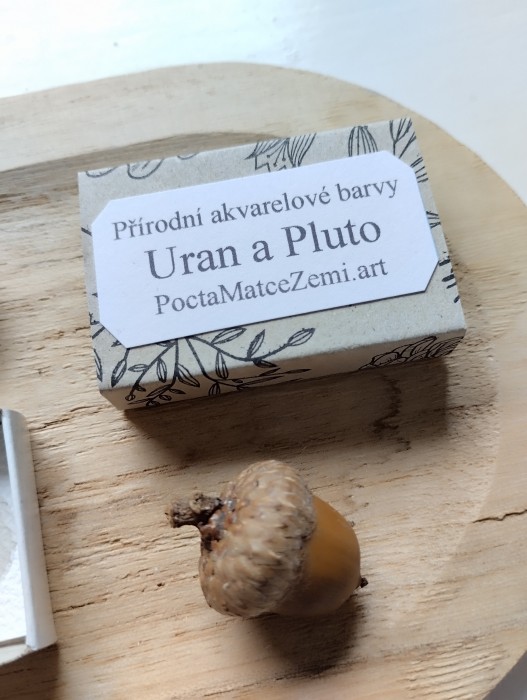 Přírodní akvarelové barvy
Uran a Pluto
PoctaMatceZemi.art